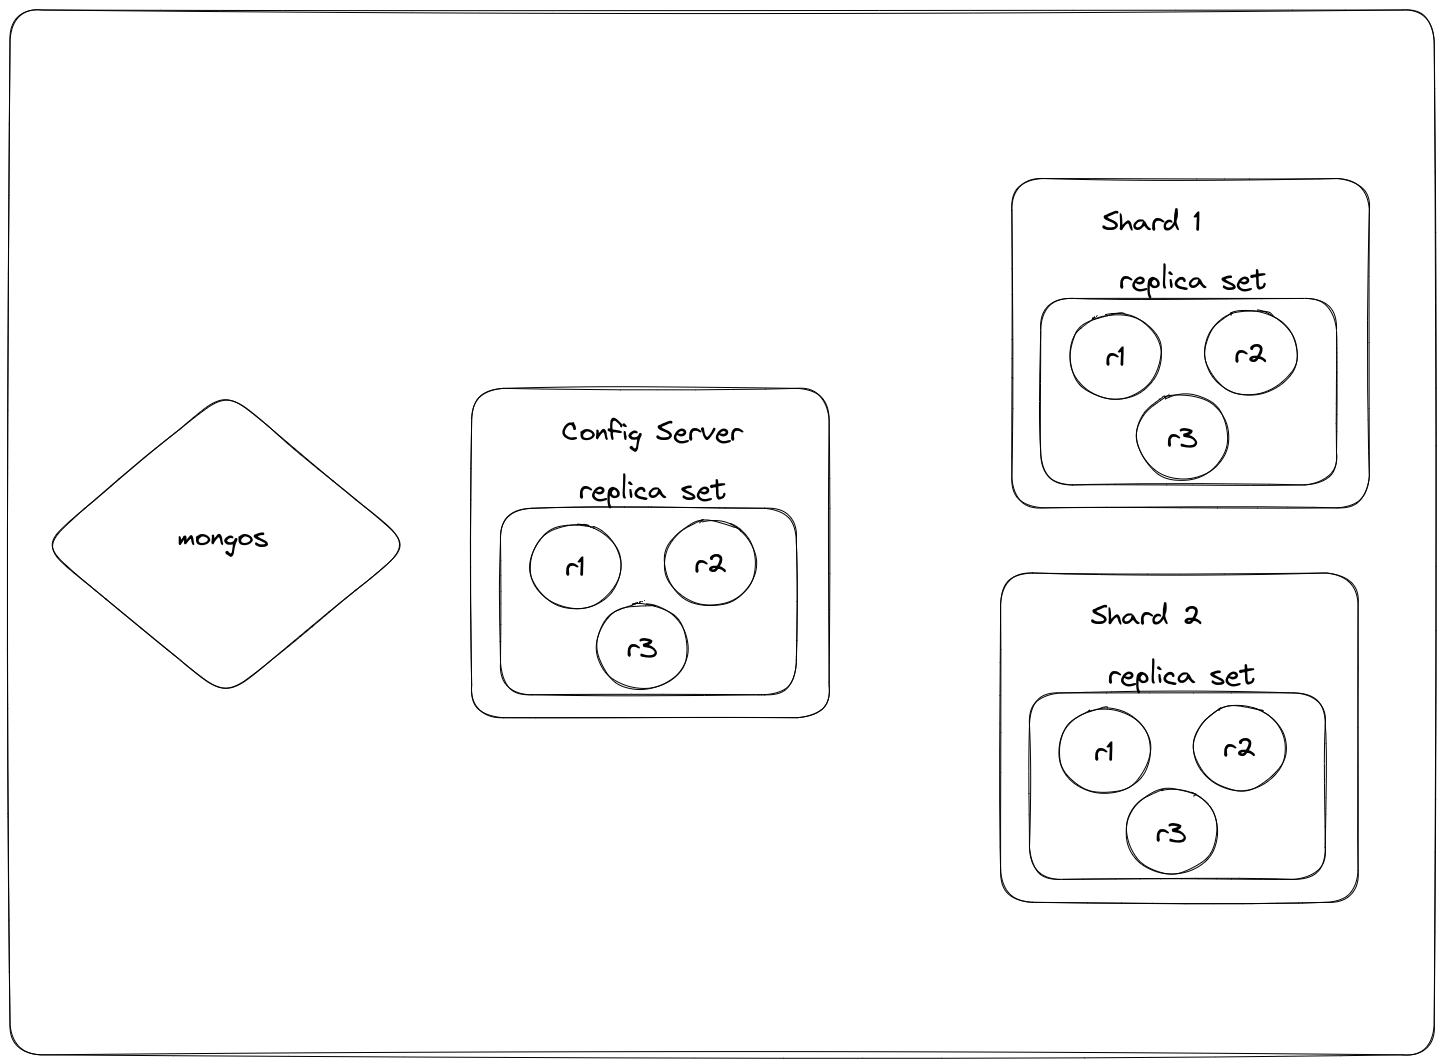 mongos
Config Server
replica set
r1
r2
r3
Shard 1
replica set
r1
r2
r3
Shard 2
replica set
r1
r2
r3